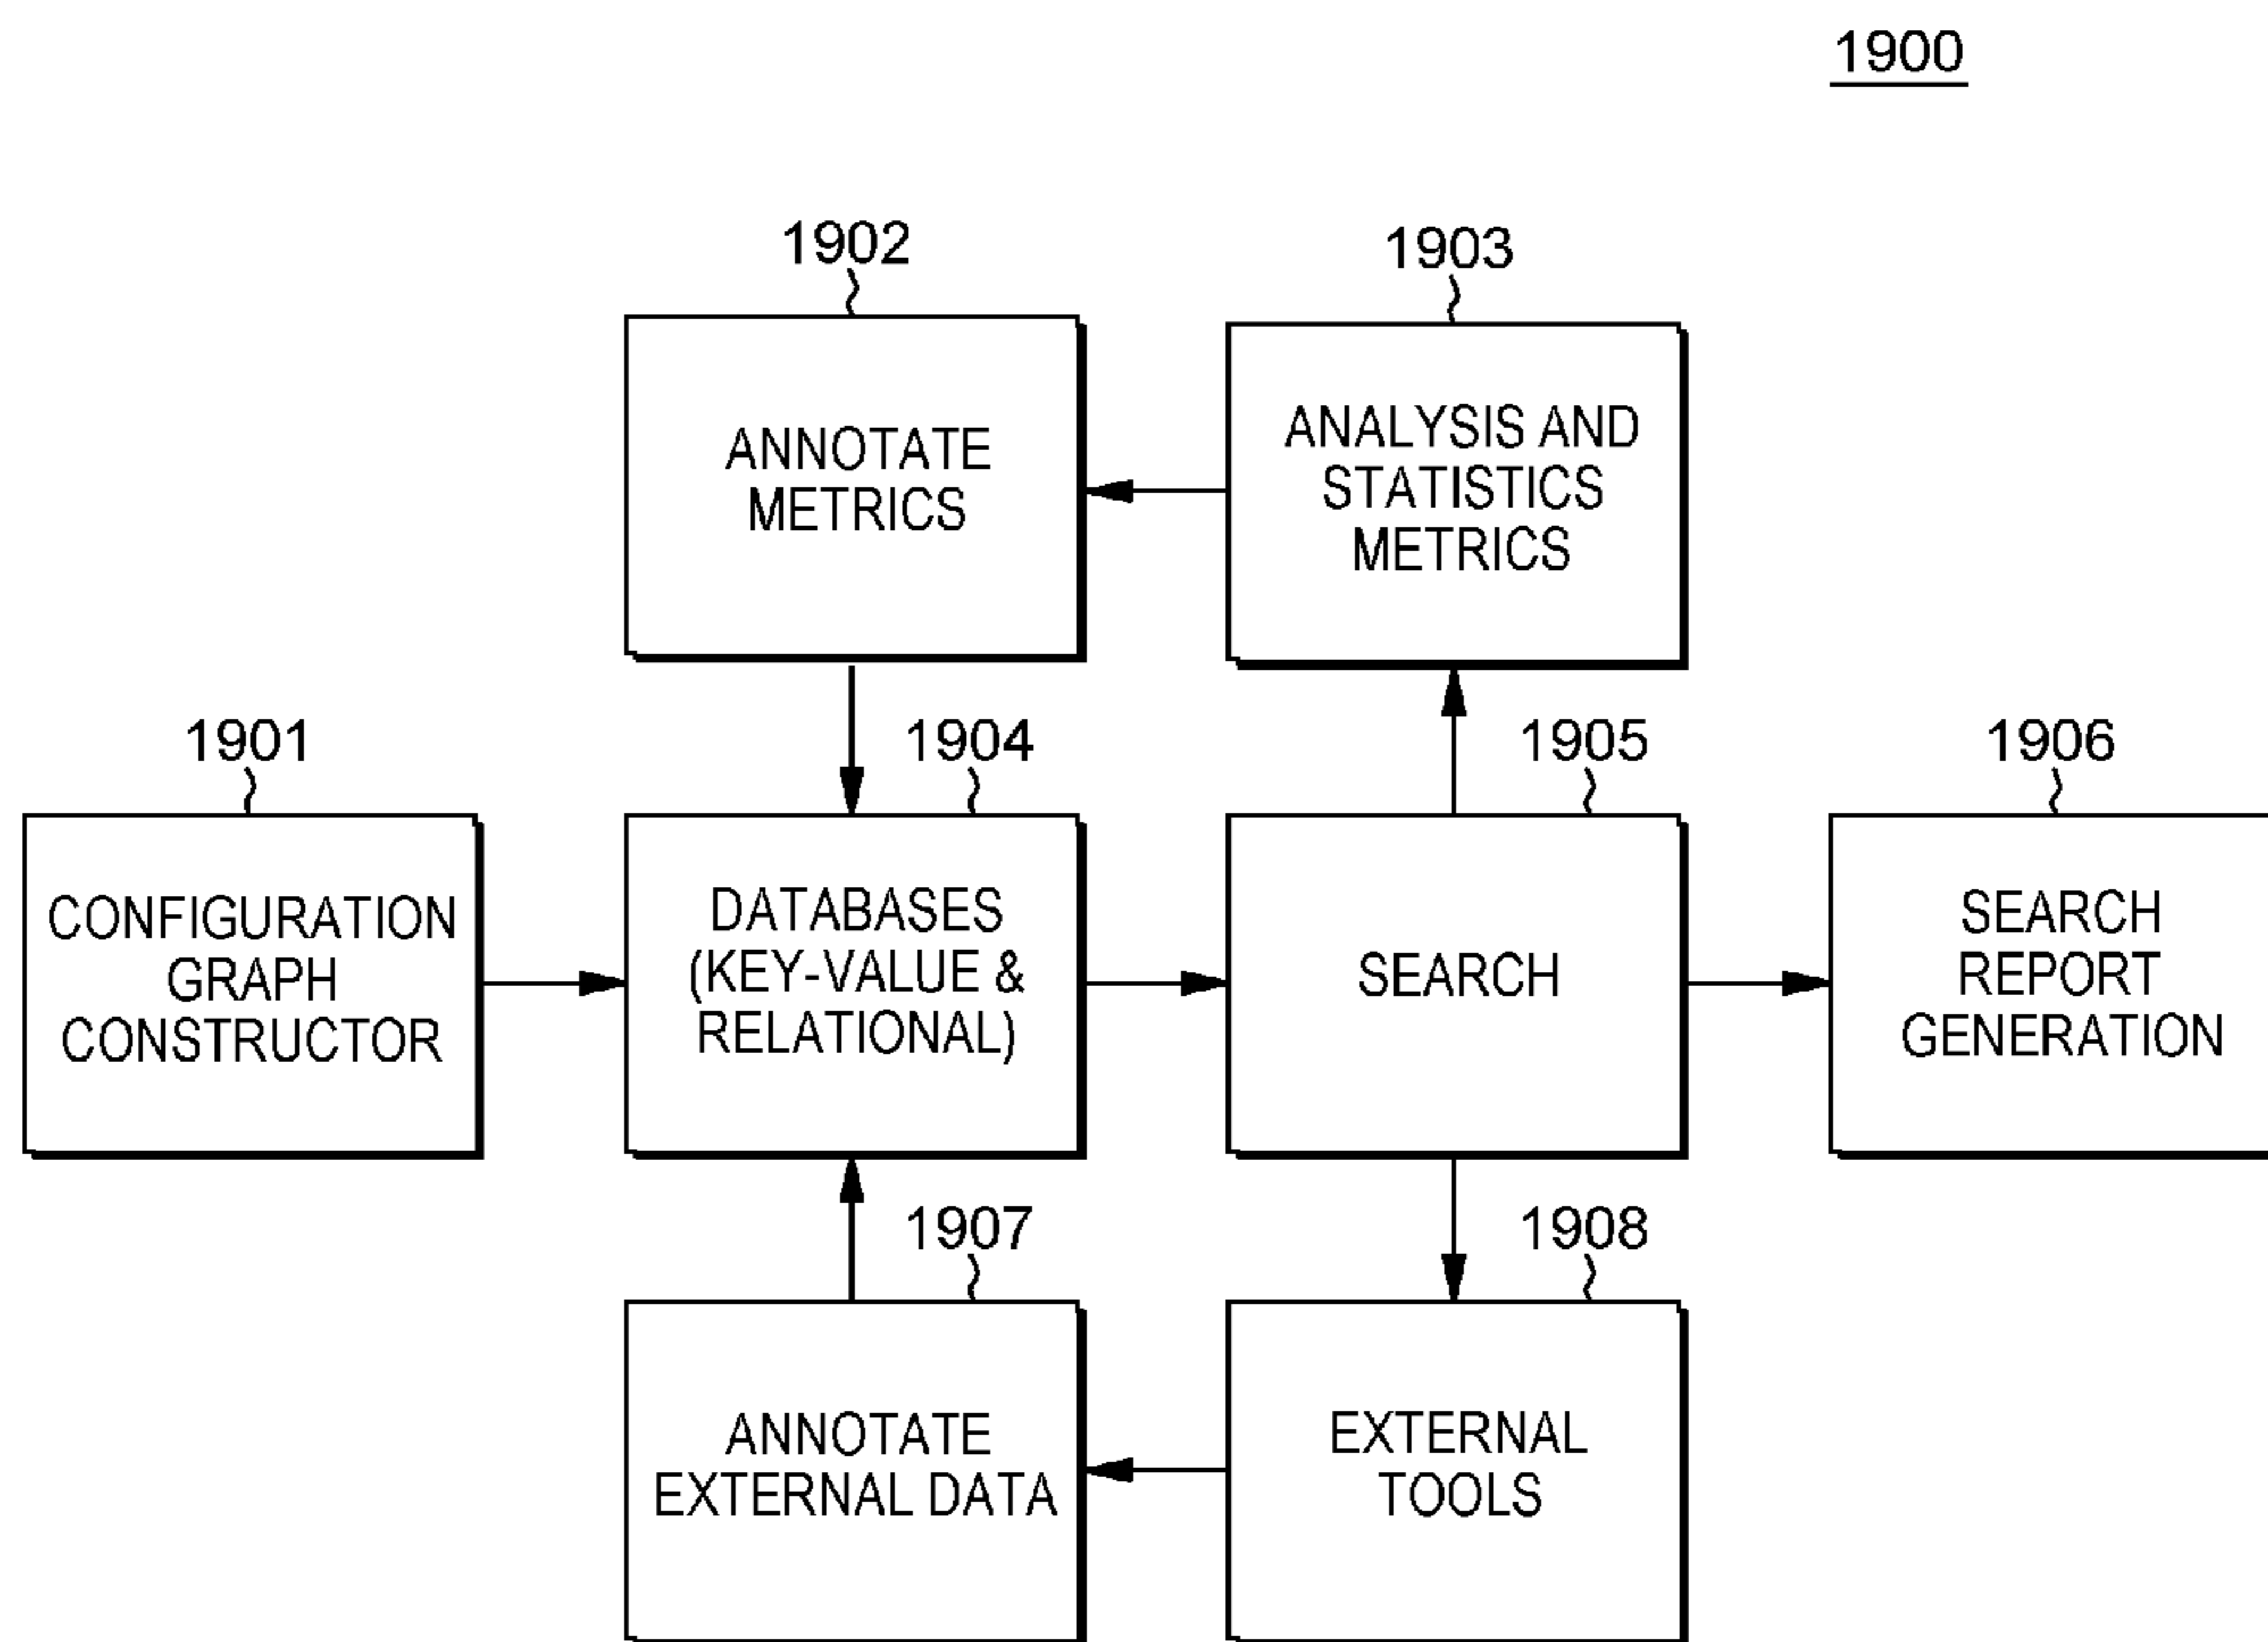 1900
1902
1903
ANNOTATE
METRICS
ANALYSIS AND
STATISTICS
METRICS
1901
1904
1905
1906
CONFIGURATION
GRAPH
CONSTRUCTOR
DATABASES
(KEY-VALUE &
RELATIONAL)
SEARCH
SEARCH
REPORT
GENERATION
1907
1908
ANNOTATE
EXTERNAL DATA
EXTERNAL
TOOLS